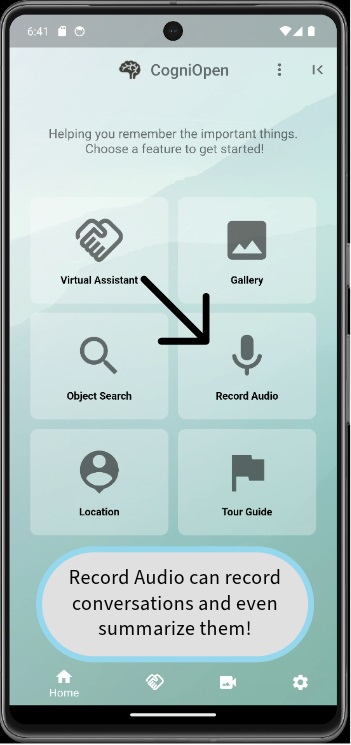 6:41
CogniOpen
Helping you remember the important things.
Choose a feature to get started!
Virtual Assistant
Gallery
Object Search
Record Audio
Location
Tour Guide
Record Audio can record
conversations and even
summarize them!
Home